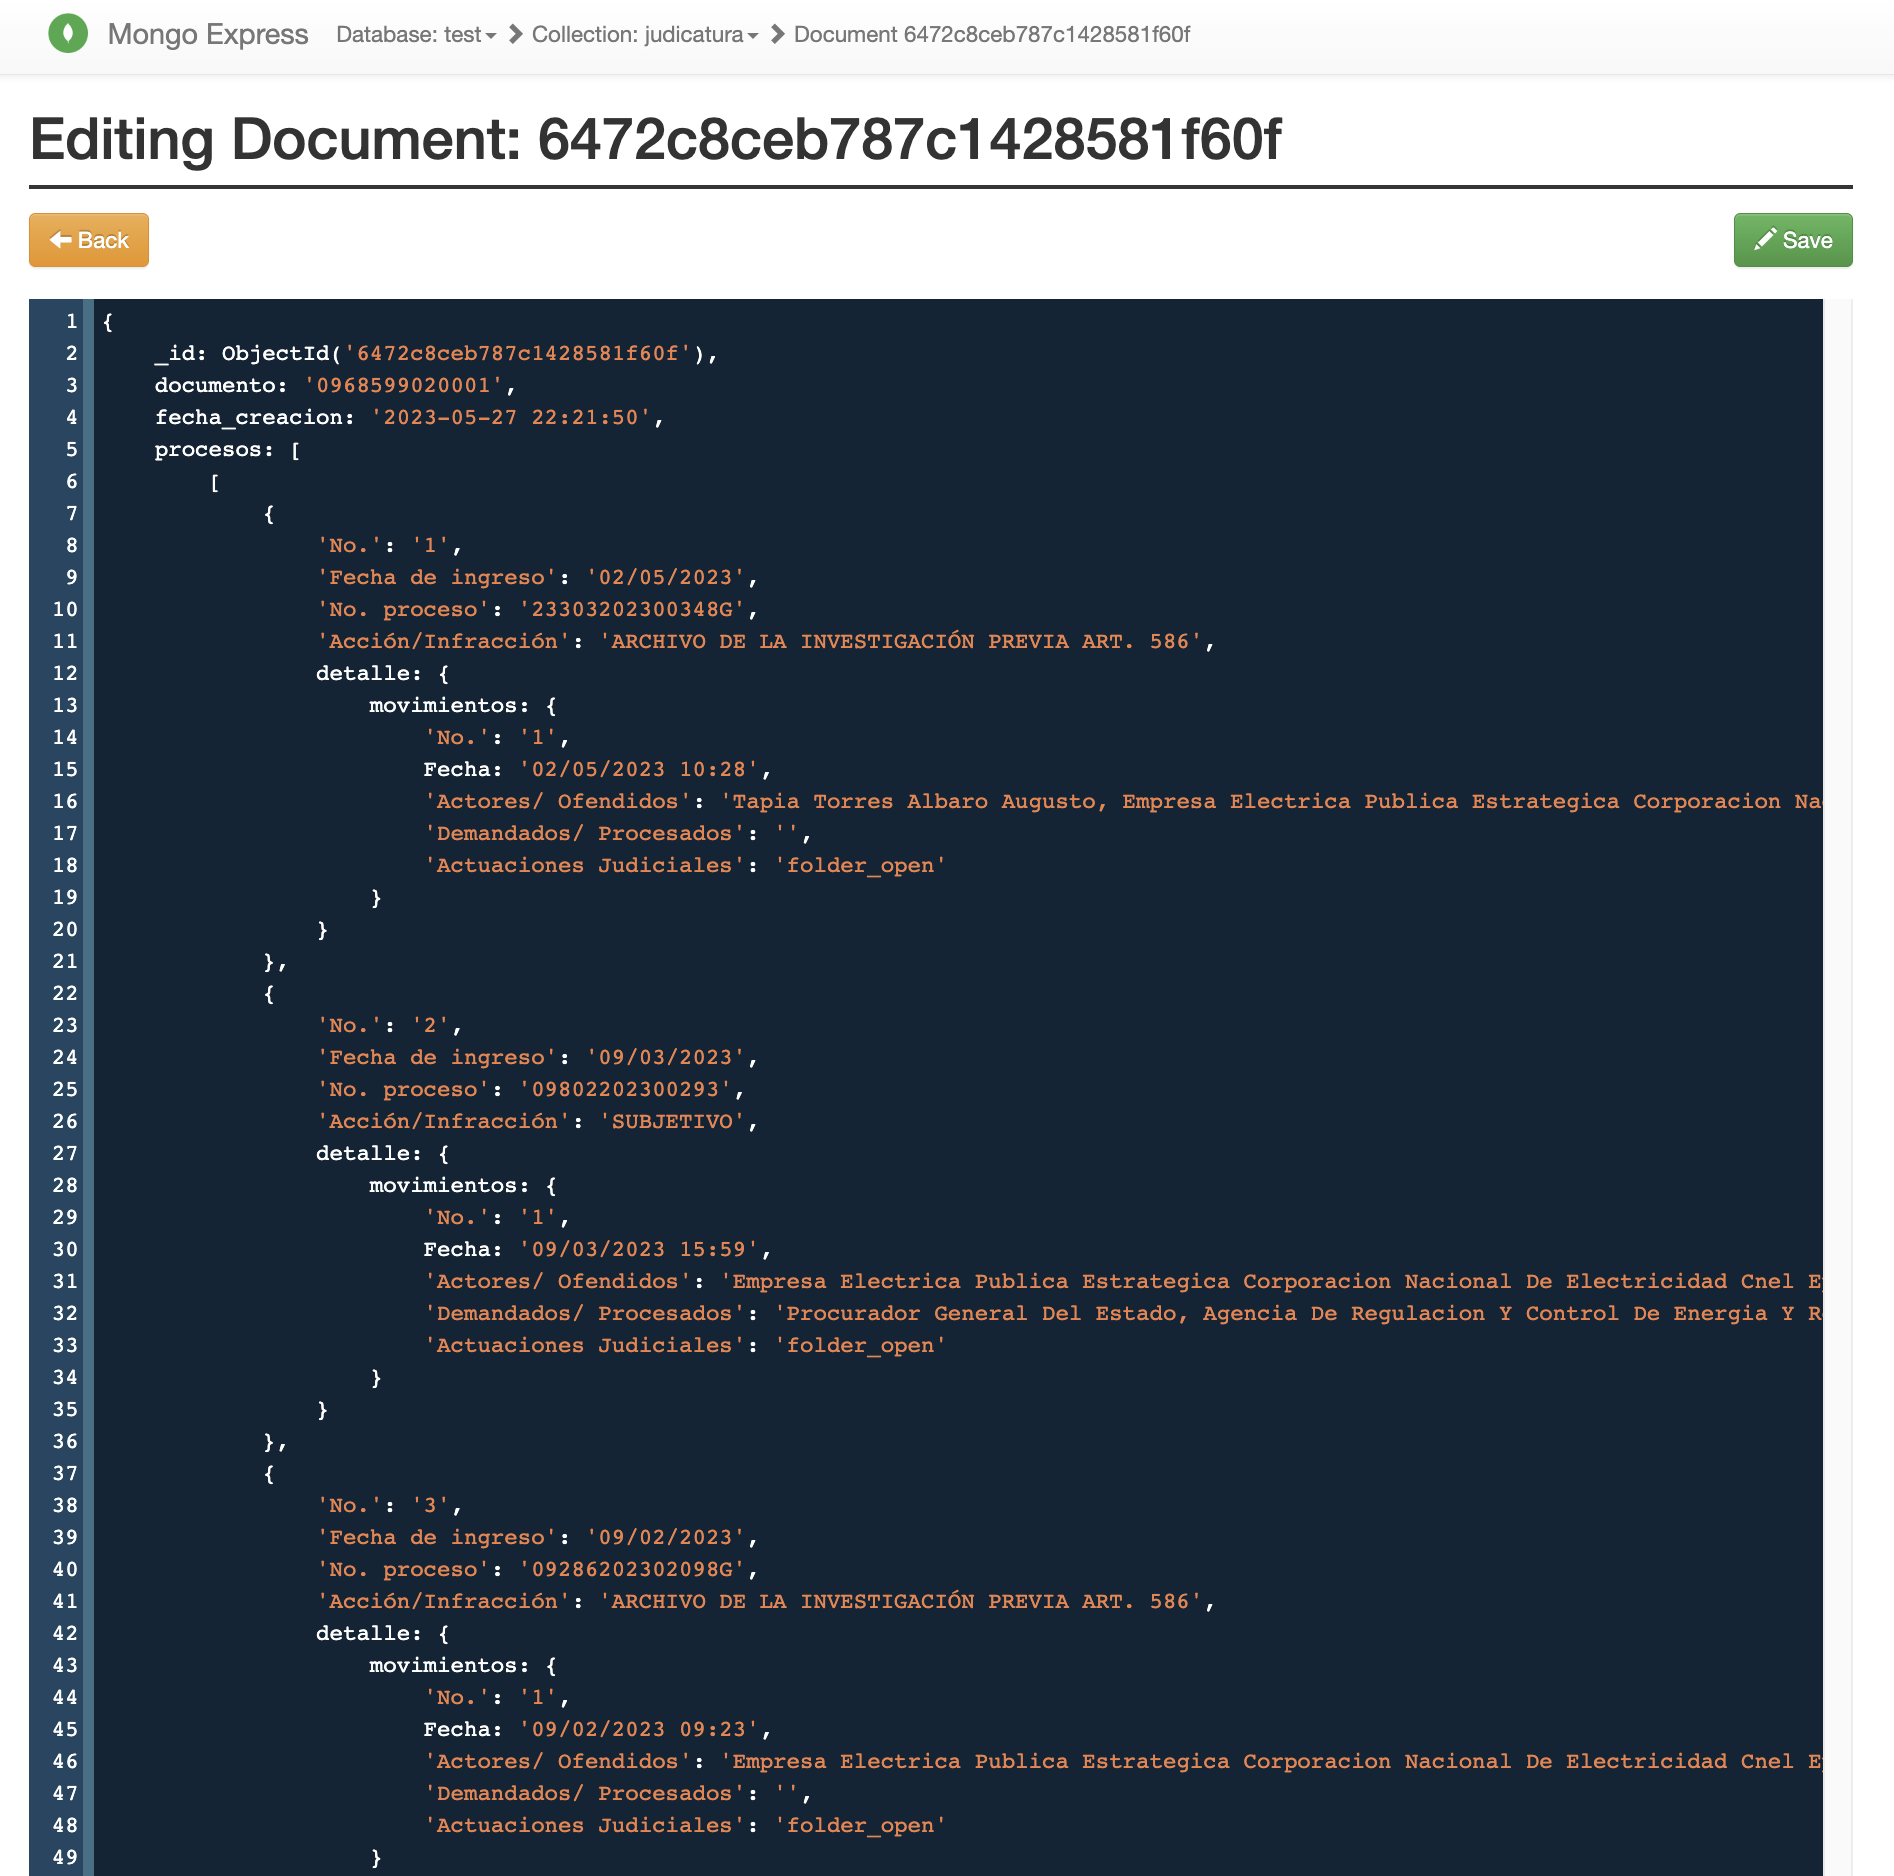 Mongo Express Database: test Collection: judicatura Document 6472c8ceb787c1428581f60f
Editing Document: 6472c8ceb787c1428581f60f
Back Save
1 {
2 _id: ObjectId('6472c8ceb787c1428581f60f'),
3 documento: '0968599020001',
4 fecha_creacion: '2023-05-27 22:21:50',
5 procesos: [
6 [
7 {
8 'No.': '1',
9 'Fecha de ingreso': '02/05/2023',
10 'No. proceso': '23303202300348G',
11 'Acción/Infracción': 'ARCHIVO DE LA INVESTIGACIÓN PREVIA ART. 586',
12 detalle: {
13 movimientos: {
14 'No.': '1',
15 Fecha: '02/05/2023 10:28',
16 'Actores/ Ofendidos': 'Tapia Torres Albaro Augusto, Empresa Electrica Publica Estrategica Corporacion
17 'Demandados/ Procesados': '',
18 'Actuaciones Judiciales': 'folder_open'
19 }
20 }
21 },
22 {
23 'No.': '2',
24 'Fecha de ingreso': '09/03/2023',
25 'No. proceso': '09802202300293',
26 'Acción/Infracción': 'SUBJETIVO',
27 detalle: {
28 movimientos: {
29 'No.': '1',
30 Fecha: '09/03/2023 15:59',
31 'Actores/ Ofendidos': 'Empresa Electrica Publica Estrategica Corporacion Nacional De Electricidad Cnel
32 'Demandados/ Procesados': 'Procurador General Del Estado, Agencia De Regulacion Y Control De Energia Y
33 'Actuaciones Judiciales': 'folder_open'
34 }
35 }
36 },
37 {
38 'No.': '3',
39 'Fecha de ingreso': '09/02/2023',
40 'No. proceso': '09286202302098G',
41 'Acción/Infracción': 'ARCHIVO DE LA INVESTIGACIÓN PREVIA ART. 586',
42 detalle: {
43 movimientos: {
44 'No.': '1',
45 Fecha: '09/02/2023 09:23',
46 'Actores/ Ofendidos': 'Empresa Electrica Publica Estrategica Corporacion Nacional De Electricidad Cnel
47 'Demandados/ Procesados': '',
48 'Actuaciones Judiciales': 'folder_open'
49 }